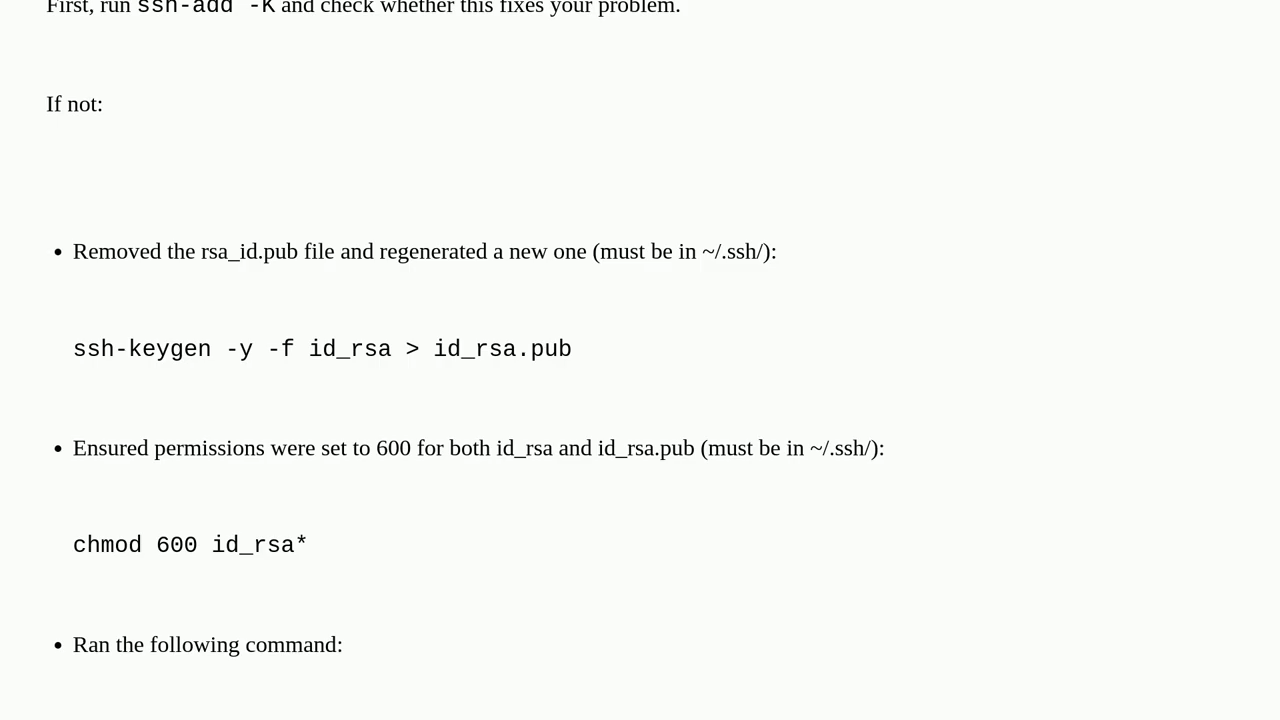 First, run ssh-add -K and check whether this fixes your problem.
If not:
• Removed the rsa_id.pub file and regenerated a new one (must be in ~/.ssh/):
ssh-keygen -y -f id_rsa > id_rsa.pub
• Ensured permissions were set to 600 for both id_rsa and id_rsa.pub (must be in ~/.ssh/):
chmod 600 id_rsa*
• Ran the following command: